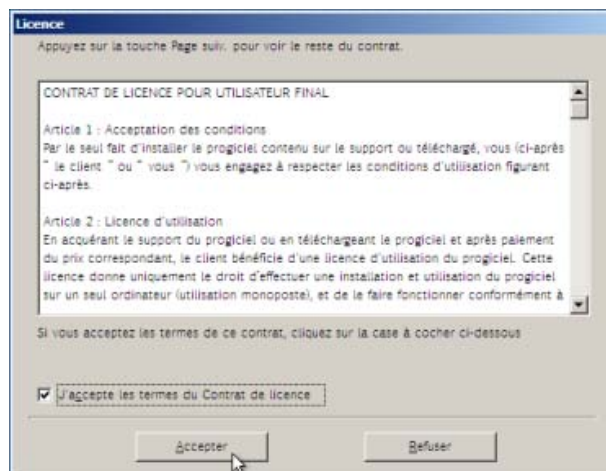 Licence
Appuyez sur la touche Page suiv. pour voir le reste du contrat.
CONTRAT DE LICENCE POUR UTILISATEUR FINAL
Article 1 : Acceptation des conditions
Par le seul fait d'installer le progiciel contenu sur le support ou téléchargé, vous (ci-après
" le client " ou " vous ") vous engagez à respecter les conditions d'utilisation figurant
ci-après.
Article 2 : Licence d'utilisation
En acquérant le support du progiciel ou en téléchargeant le progiciel et après paiement
du prix correspondant, le client bénéficie d'une licence d'utilisation du progiciel. Cette
licence donne uniquement le droit d'effectuer une installation et utilisation du progiciel
sur un seul ordinateur (utilisation monoposte), et de le faire fonctionner conformément à
Si vous acceptez les termes de ce contrat, cliquez sur la case à cocher ci-dessous
J'accepte les termes du Contrat de licence
Accepter
Refuser